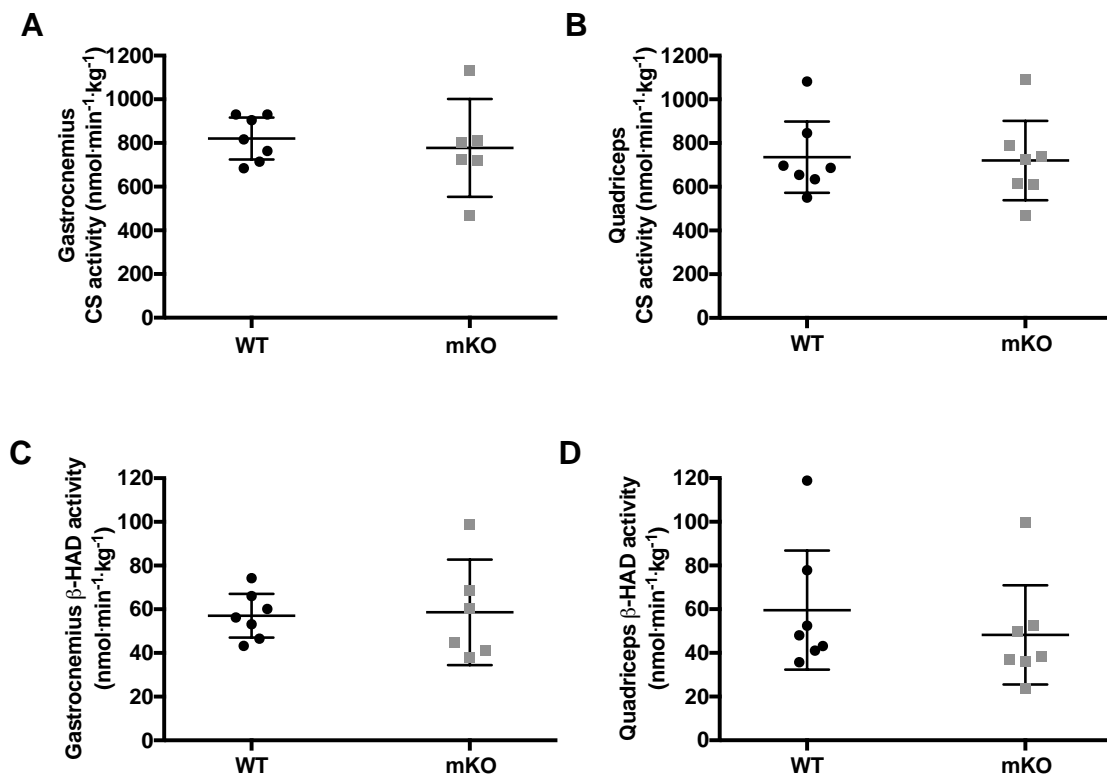 A
Gastrocnemius
CS activity (nmol·min⁻¹·kg⁻¹)
1200
1000
800
600
400
200
0
WT
mKO
B
Quadriceps
CS activity (nmol·min⁻¹·kg⁻¹)
1200
1000
800
600
400
200
0
WT
mKO
C
Gastrocnemius β-HAD activity
(nmol·min⁻¹·kg⁻¹)
120
100
80
60
40
20
0
WT
mKO
D
Quadriceps β-HAD activity
(nmol·min⁻¹·kg⁻¹)
120
100
80
60
40
20
0
WT
mKO